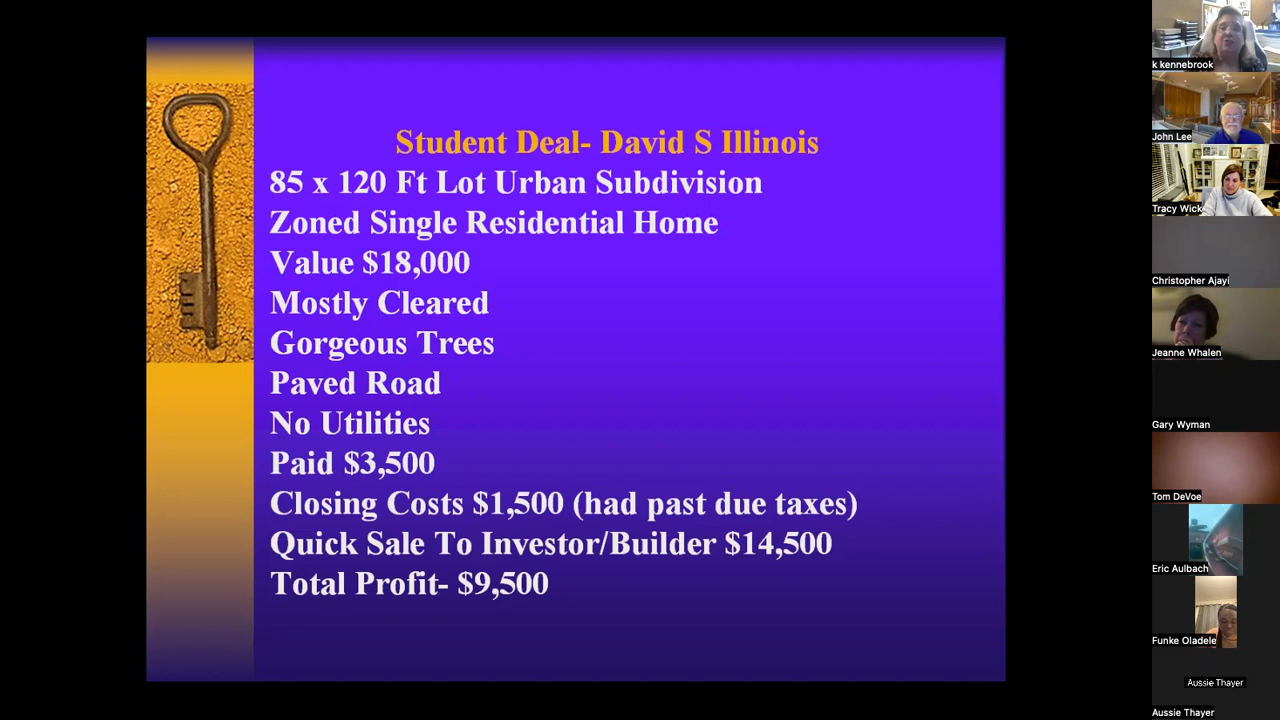 Student Deal- David S Illinois
85 x 120 Ft Lot Urban Subdivision
Zoned Single Residential Home
Value $18,000
Mostly Cleared
Gorgeous Trees
Paved Road
No Utilities
Paid $3,500
Closing Costs $1,500 (had past due taxes)
Quick Sale To Investor/Builder $14,500
Total Profit- $9,500
k kennebrook
John Lee
Tracy Wick
Christopher Ajayi
Jeanne Whalen
Gary Wyman
Tom DeVoe
Eric Aulbach
Funke Oladele
Aussie Thayer
Aussie Thayer